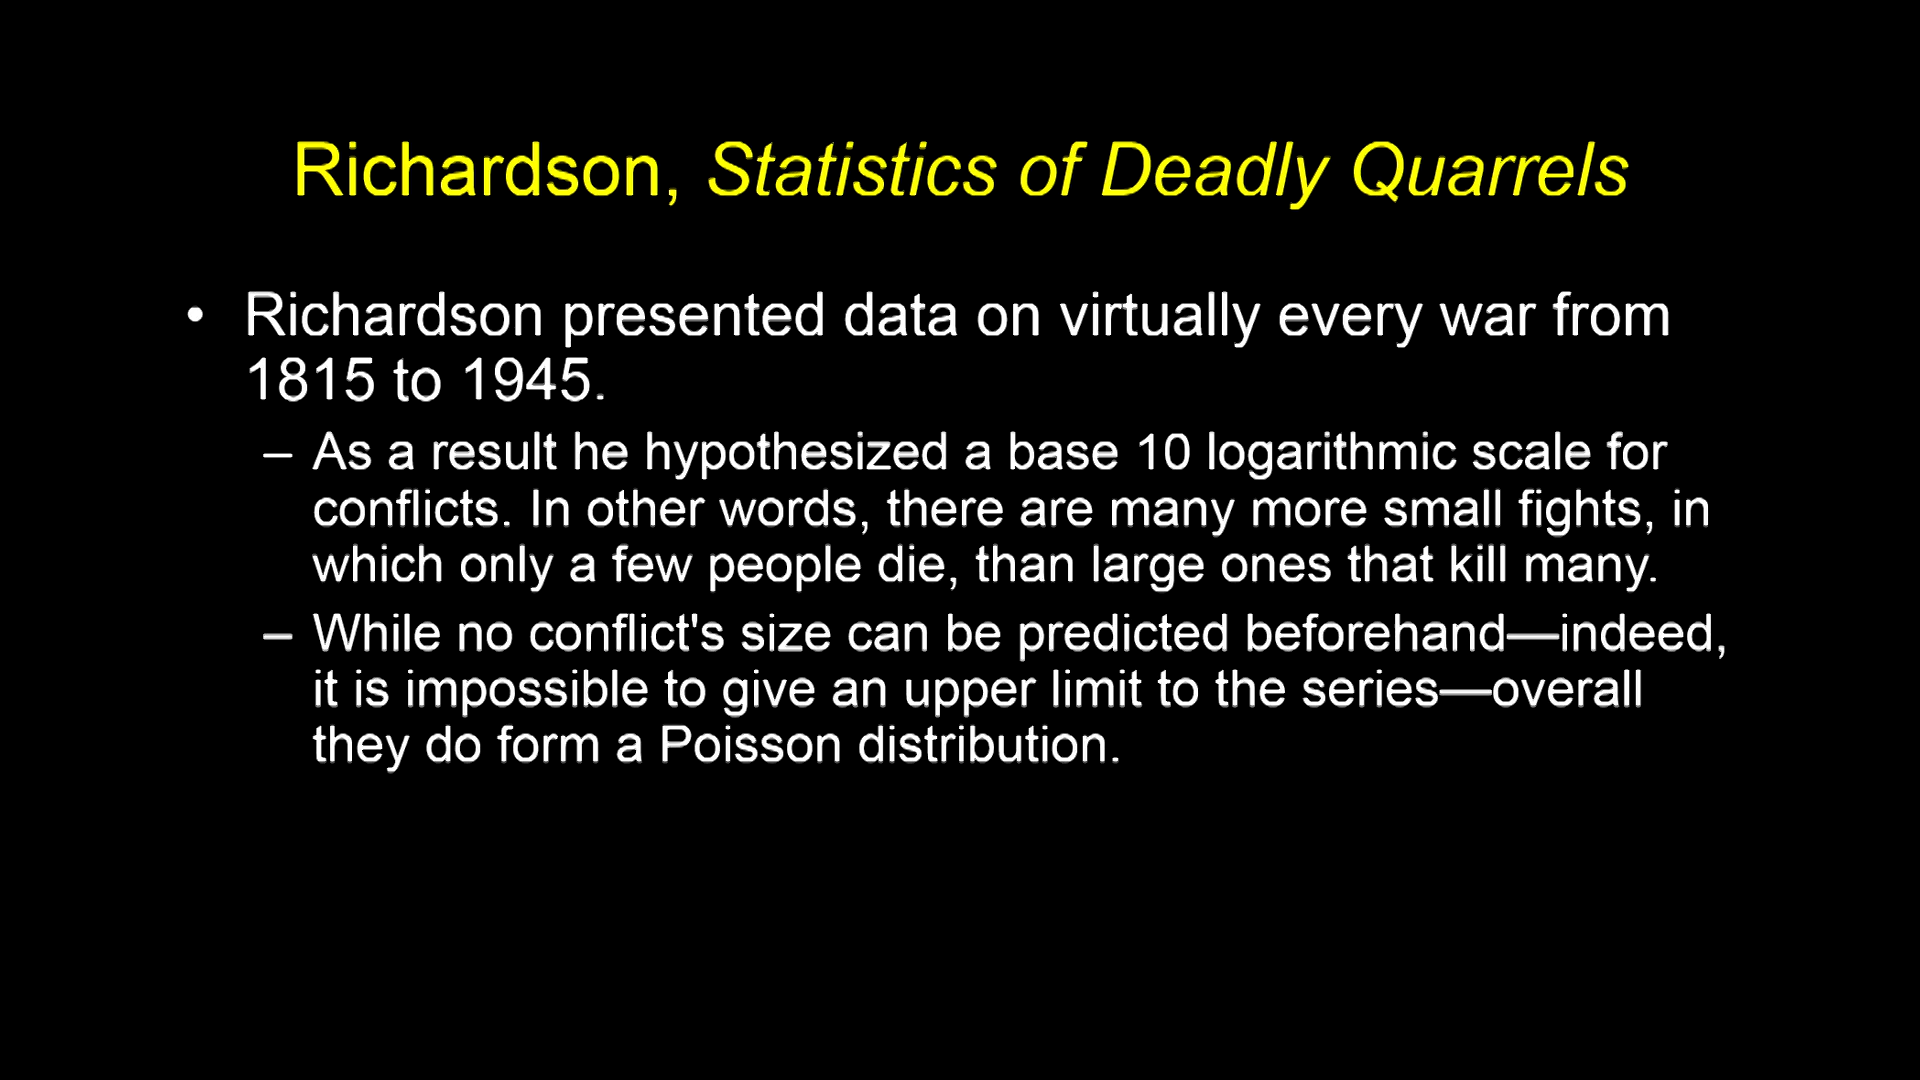 Richardson, Statistics of Deadly Quarrels
• Richardson presented data on virtually every war from
1815 to 1945.
– As a result he hypothesized a base 10 logarithmic scale for
conflicts. In other words, there are many more small fights, in
which only a few people die, than large ones that kill many.
– While no conflict's size can be predicted beforehand—indeed,
it is impossible to give an upper limit to the series—overall
they do form a Poisson distribution.